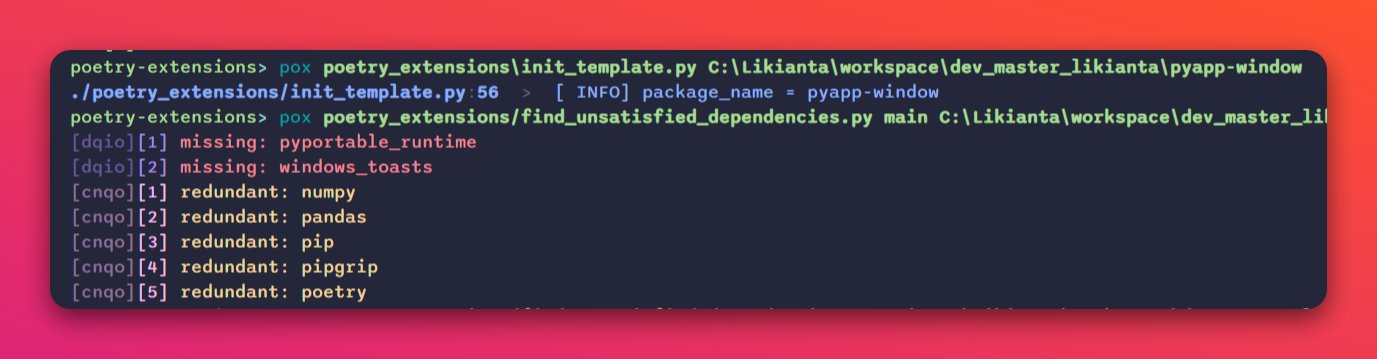 poetry-extensions> pox poetry_extensions\init_template.py C:\Likianta\workspace\dev_master_likianta\pyapp-window
./poetry_extensions/init_template.py:56 > [ INFO] package_name = pyapp-window
poetry-extensions> pox poetry_extensions/find_unsatisfied_dependencies.py main C:\Likianta\workspace\dev_master_li
[dqio][1] missing: pyportable_runtime
[dqio][2] missing: windows_toasts
[cnqo][1] redundant: numpy
[cnqo][2] redundant: pandas
[cnqo][3] redundant: pip
[cnqo][4] redundant: pipgrip
[cnqo][5] redundant: poetry